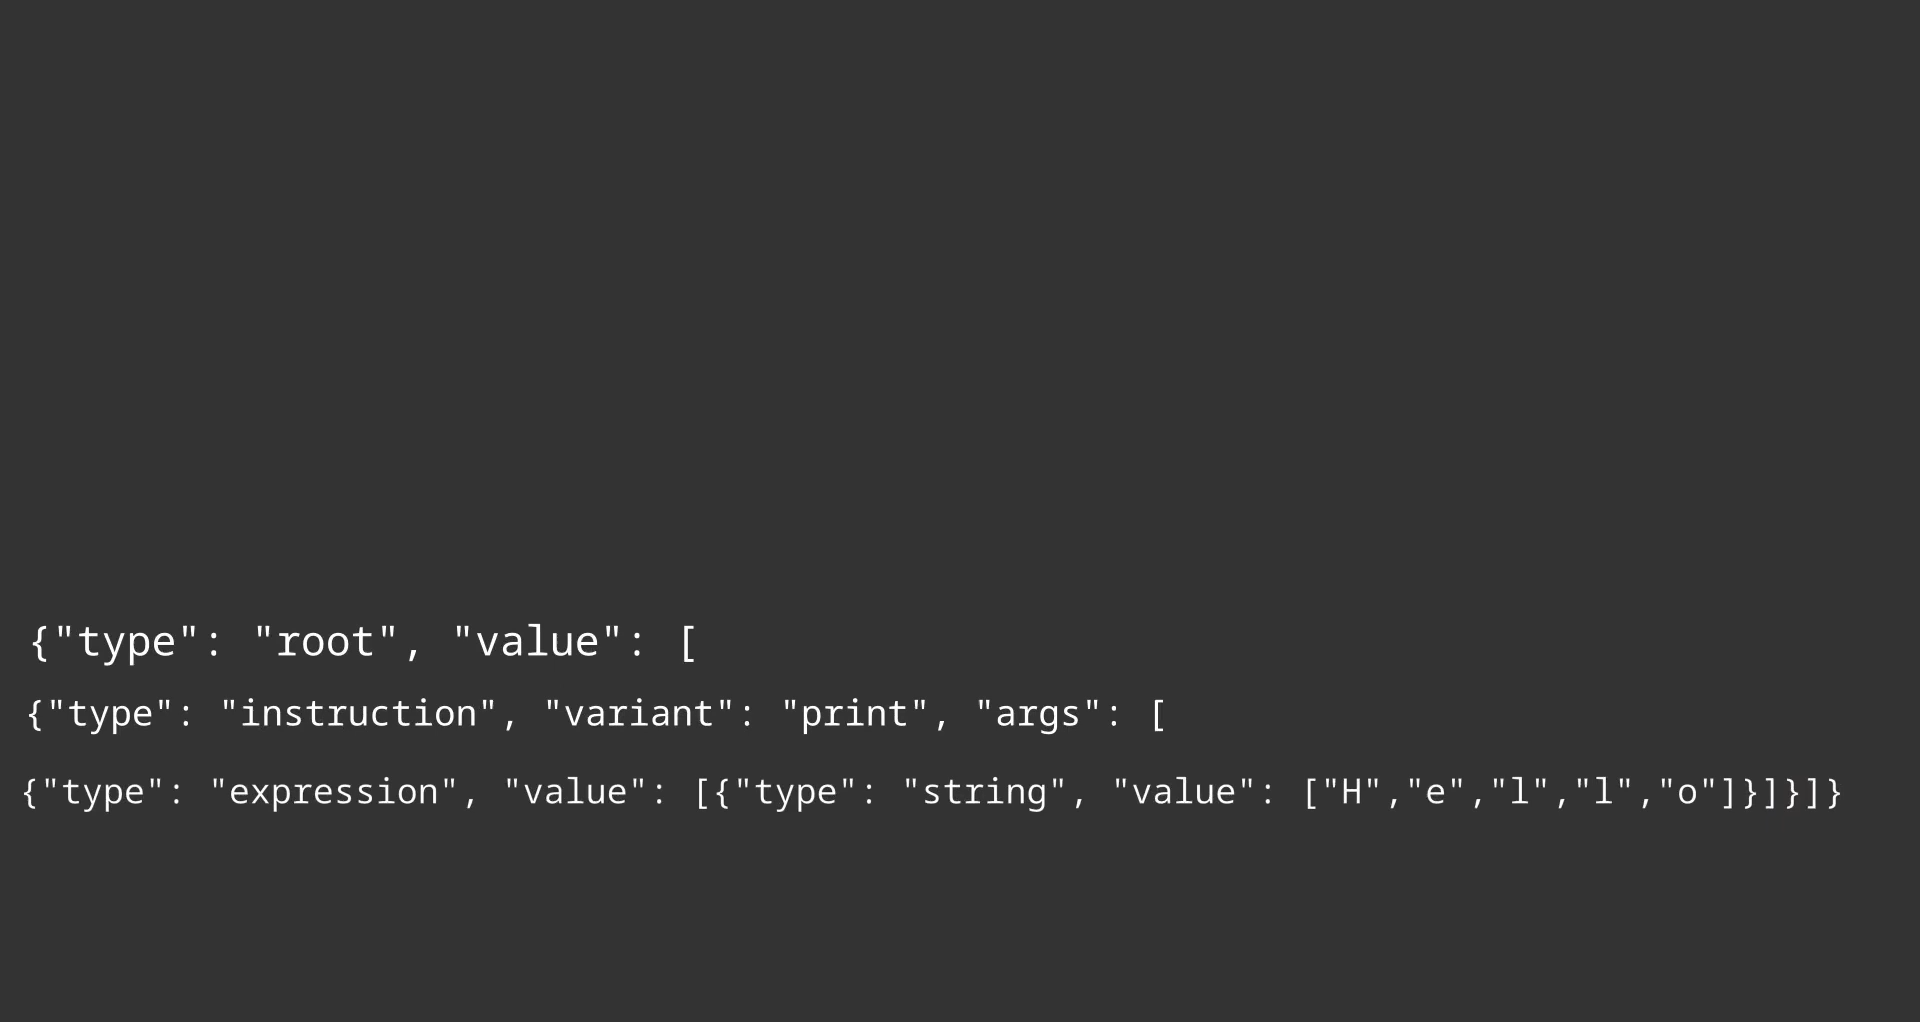 {"type": "root", "value": [
{"type": "instruction", "variant": "print", "args": [
{"type": "expression", "value": [{"type": "string", "value": ["H","e","l","l","o"]}]}]}